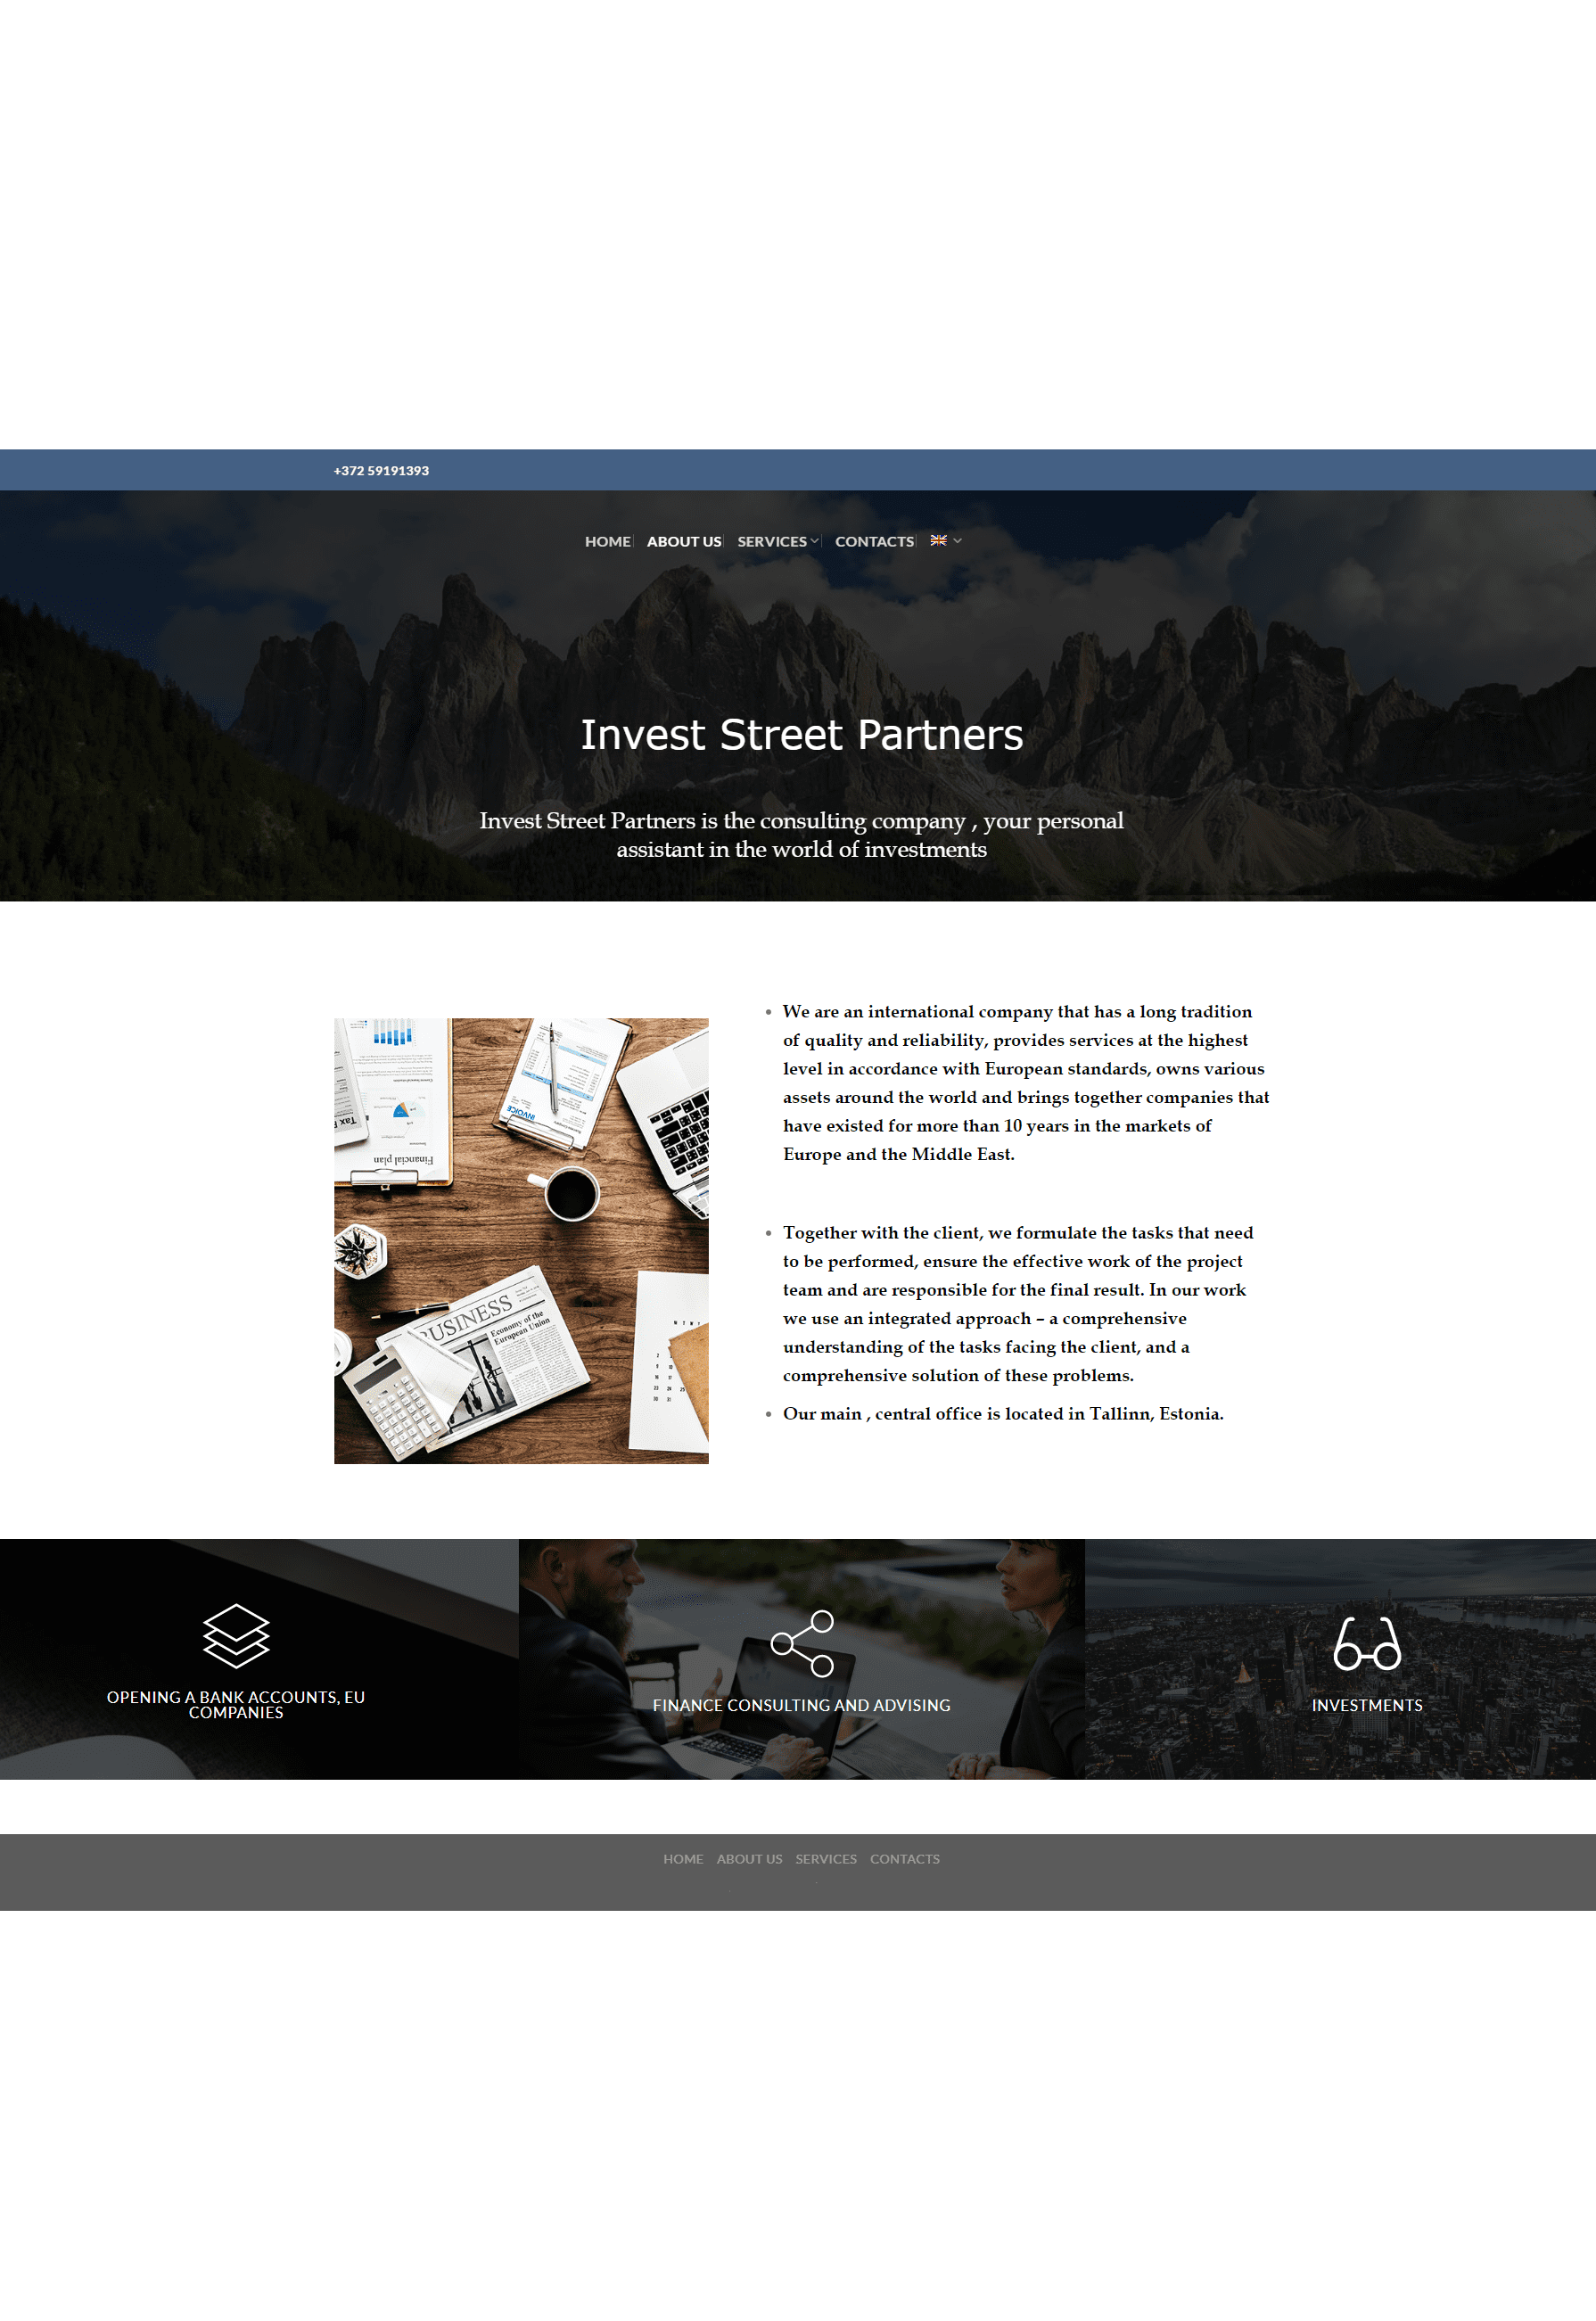 +372 59191393
HOME ABOUT US SERVICES CONTACTS
Invest Street Partners
Invest Street Partners is the consulting company , your personal
assistant in the world of investments
We are an international company that has a long tradition
of quality and reliability, provides services at the highest
level in accordance with European standards, owns various
assets around the world and brings together companies that
have existed for more than 10 years in the markets of
Europe and the Middle East.
Financial plan
INVOICE
BUSINESS
Economy of the
European Union
Together with the client, we formulate the tasks that need
to be performed, ensure the effective work of the project
team and are responsible for the final result. In our work
we use an integrated approach – a comprehensive
understanding of the tasks facing the client, and a
comprehensive solution of these problems.
Our main , central office is located in Tallinn, Estonia.
OPENING A BANK ACCOUNTS, EU
COMPANIES
FINANCE CONSULTING AND ADVISING
INVESTMENTS
HOME ABOUT US SERVICES CONTACTS